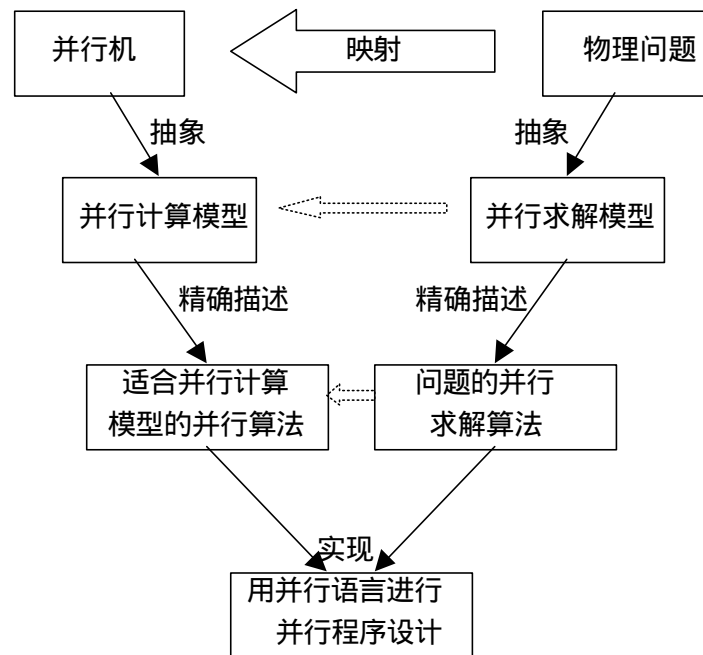 并行机
映射
物理问题
抽象
抽象
并行计算模型
并行求解模型
精确描述
精确描述
适合并行计算
模型的并行算法
问题的并行
求解算法
实现
用并行语言进行
并行程序设计